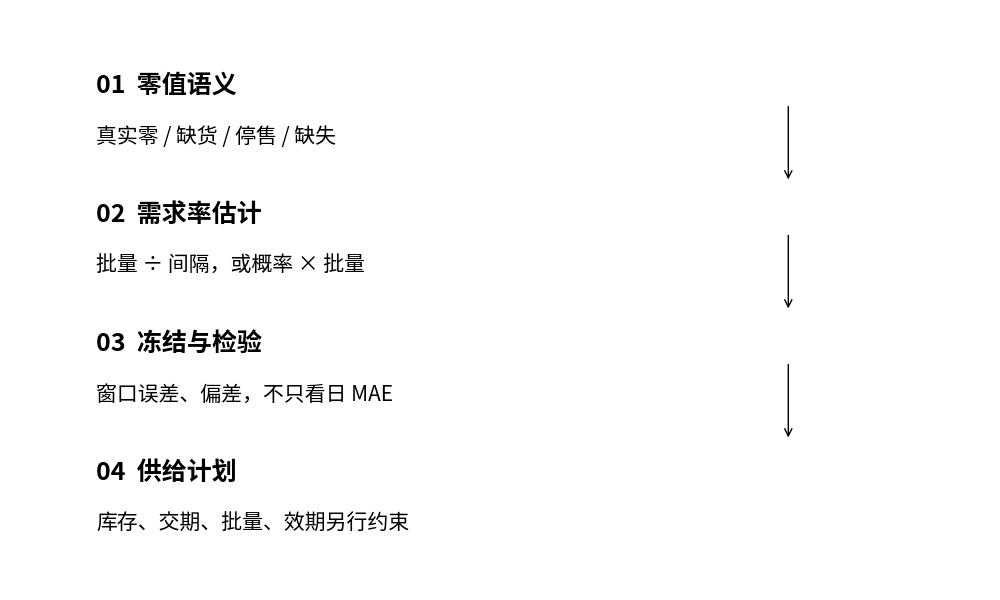 01 零值语义
真实零 / 缺货 / 停售 / 缺失
02 需求率估计
批量 ÷ 间隔，或概率 × 批量
03 冻结与检验
窗口误差、偏差，不只看日 MAE
04 供给计划
库存、交期、批量、效期另行约束